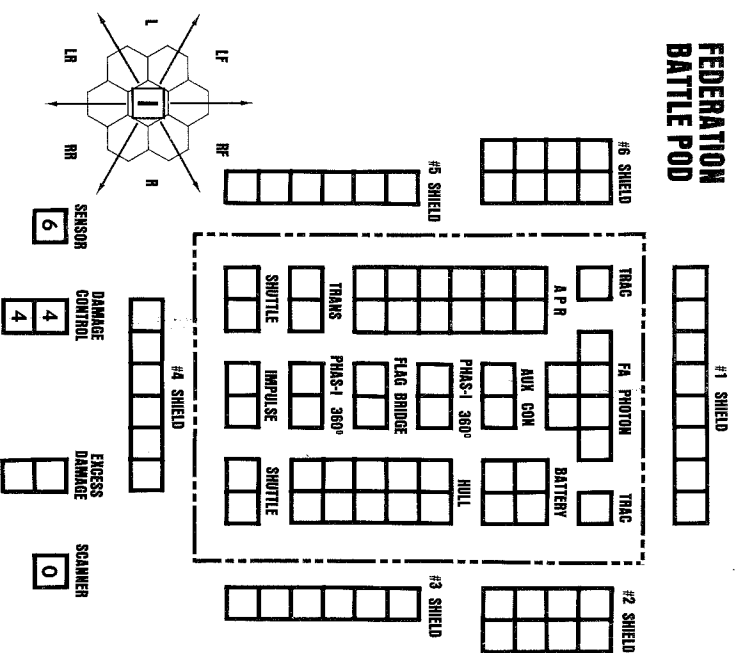 FEDERATION
BATTLE POD
#1 SHIELD
#6 SHIELD
#2 SHIELD
TRAC
FA PHOTON
TRAC
APR
AUX CON
BATTERY
PHAS-I 360°
HULL
FLAG BRIDGE
TRANS
PHAS-I 360°
SHUTTLE
IMPULSE
SHUTTLE
#5 SHIELD
#3 SHIELD
#4 SHIELD
L
LF
LR
RF
RR
R
SENSOR
6
DAMAGE
CONTROL
4 4
EXCESS
DAMAGE
SCANNER
0